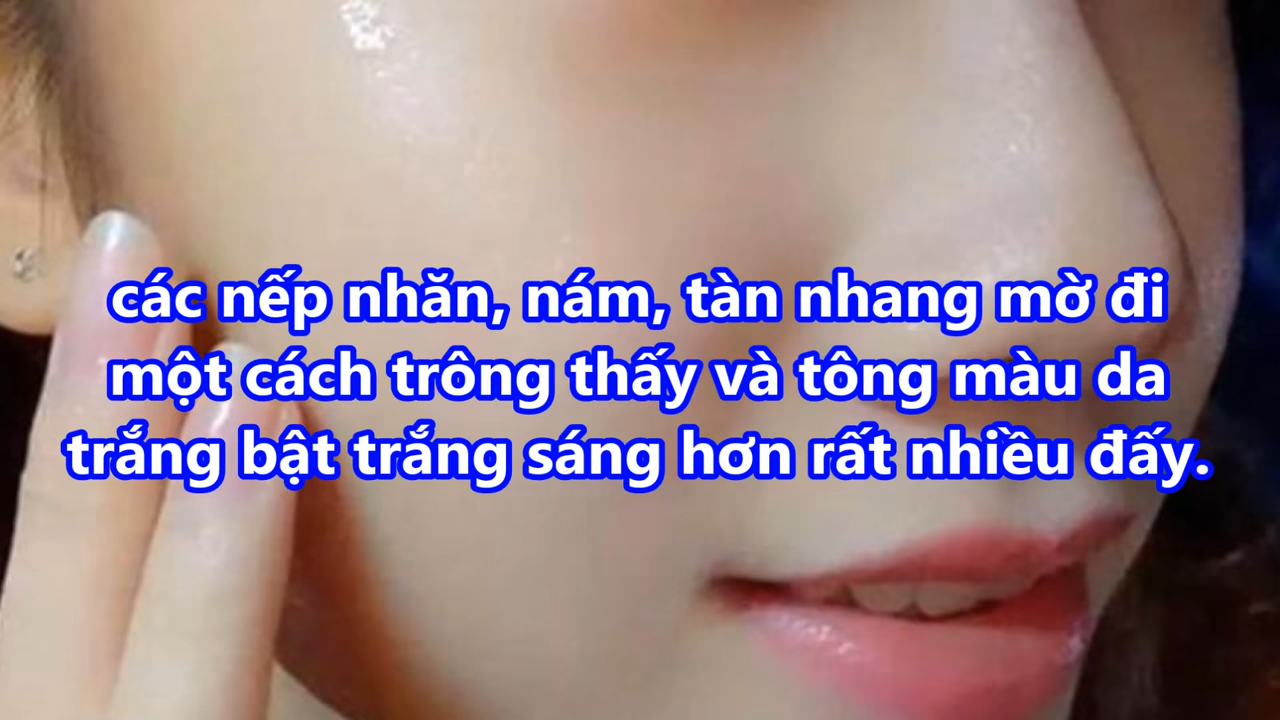 các nếp nhăn, nám, tàn nhang mờ đi
một cách trông thấy và tông màu da
trắng bật trắng sáng hơn rất nhiều đấy.